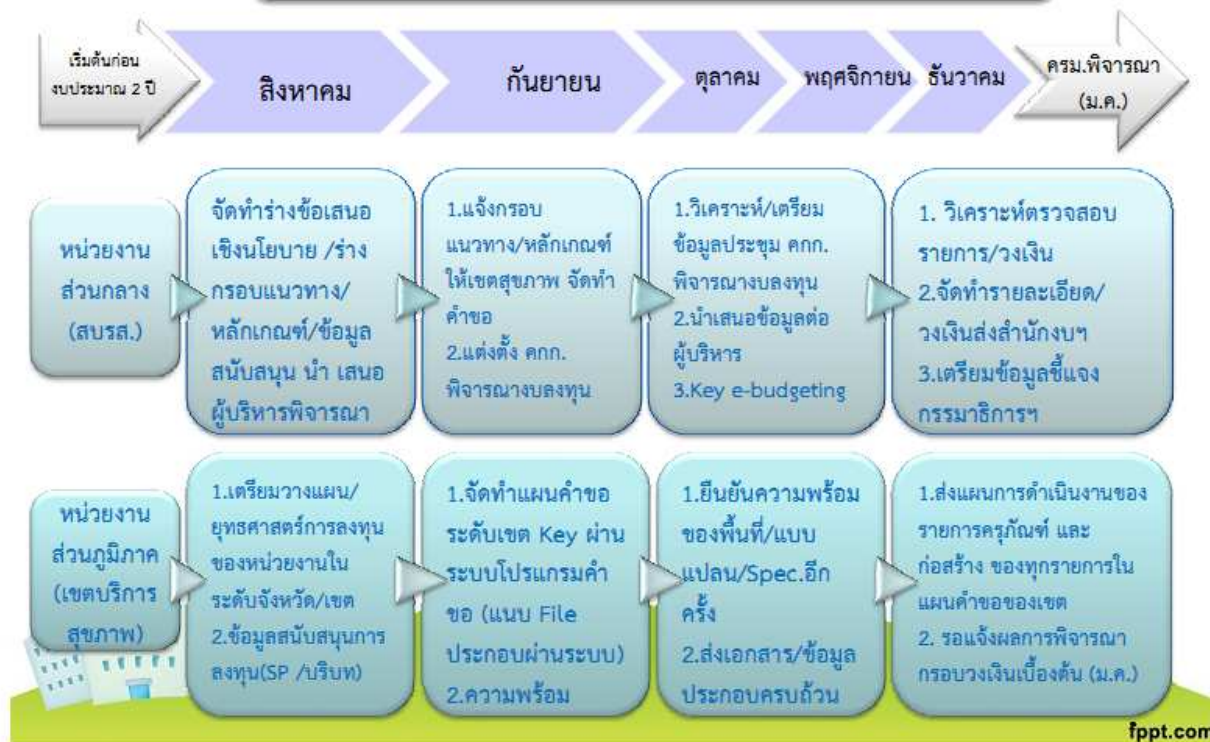 เริ่มต้นก่อน
งบประมาณ 2 ปี
สิงหาคม
กันยายน
ตุลาคม
พฤศจิกายน
ธันวาคม
ครม.พิจารณา
(ม.ค.)
หน่วยงาน
ส่วนกลาง
(สบรส.)
จัดทำร่างข้อเสนอ
เชิงนโยบาย /ร่าง
กรอบแนวทาง/
หลักเกณฑ์/ข้อมูล
สนับสนุน นำ เสนอ
ผู้บริหารพิจารณา
1.แจ้งกรอบ
แนวทาง/หลักเกณฑ์
ให้เขตสุขภาพ จัดทำ
คำขอ
2.แต่งตั้ง คกก.
พิจารณางบลงทุน
1.วิเคราะห์/เตรียม
ข้อมูลประชุม คกก.
พิจารณางบลงทุน
2.นำเสนอข้อมูลต่อ
ผู้บริหาร
3.Key e-budgeting
1. วิเคราะห์ตรวจสอบ
รายการ/วงเงิน
2.จัดทำรายละเอียด/
วงเงินส่งสำนักงบฯ
3.เตรียมข้อมูลชี้แจง
กรรมาธิการฯ
หน่วยงาน
ส่วนภูมิภาค
(เขตบริการ
สุขภาพ)
1.เตรียมวางแผน/
ยุทธศาสตร์การลงทุน
ของหน่วยงานใน
ระดับจังหวัด/เขต
2.ข้อมูลสนับสนุนการ
ลงทุน(SP /บริบท)
1.จัดทำแผนคำขอ
ระดับเขต Key ผ่าน
ระบบโปรแกรมคำ
ขอ (แนบ File
ประกอบผ่านระบบ)
2.ความพร้อม
1.ยืนยันความพร้อม
ของพื้นที่/แบบ
แปลน/Spec.อีก
ครั้ง
2.ส่งเอกสาร/ข้อมูล
ประกอบครบถ้วน
1.ส่งแผนการดำเนินงานของ
รายการครุภัณฑ์ และ
ก่อสร้าง ของทุกรายการใน
แผนคำขอของเขต
2. รอแจ้งผลการพิจารณา
กรอบวงเงินเบื้องต้น (ม.ค.)
fppt.com